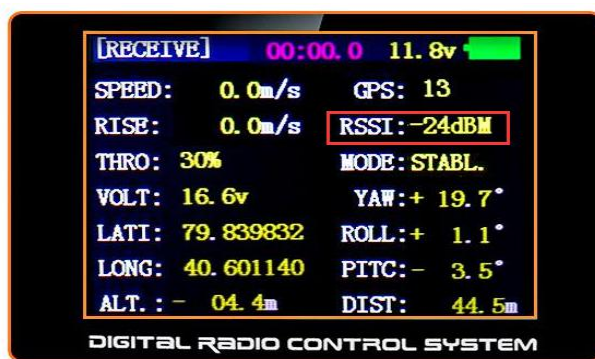 [RECEIVE] 00:00.0 11.8v
SPEED: 0.0m/s GPS: 13
RISE: 0.0m/s RSSI:-24dBM
THRO: 30% MODE:STABL.
VOLT: 16.6v YAW:+ 19.7°
LATI: 79.839832 ROLL:+ 1.1°
LONG: 40.601140 PITC:- 3.5°
ALT.:- 04.4m DIST: 44.5m
DIGITAL RADIO CONTROL SYSTEM